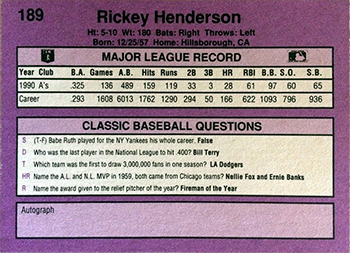 189 Rickey Henderson
Ht: 5-10 Wt: 180 Bats: Right Throws: Left
Born: 12/25/57 Home: Hillsborough, CA
MAJOR LEAGUE RECORD
Year Club B.A. Games A.B. Hits Runs 2B 3B HR RBI B.B. S.O. S.B.
1990 A's .325 136 489 159 119 33 3 28 61 97 60 65
Career .293 1608 6013 1762 1290 294 50 166 622 1093 796 936
CLASSIC BASEBALL QUESTIONS
S (T-F) Babe Ruth played for the NY Yankees his whole career. False
D Who was the last player in the National League to hit .400? Bill Terry
T Which team was the first to draw 3,000,000 fans in one season? LA Dodgers
HR Name the A.L. and N.L. MVP in 1959, both came from Chicago teams? Nellie Fox and Ernie Banks
R Name the award given to the relief pitcher of the year? Fireman of the Year
Autograph